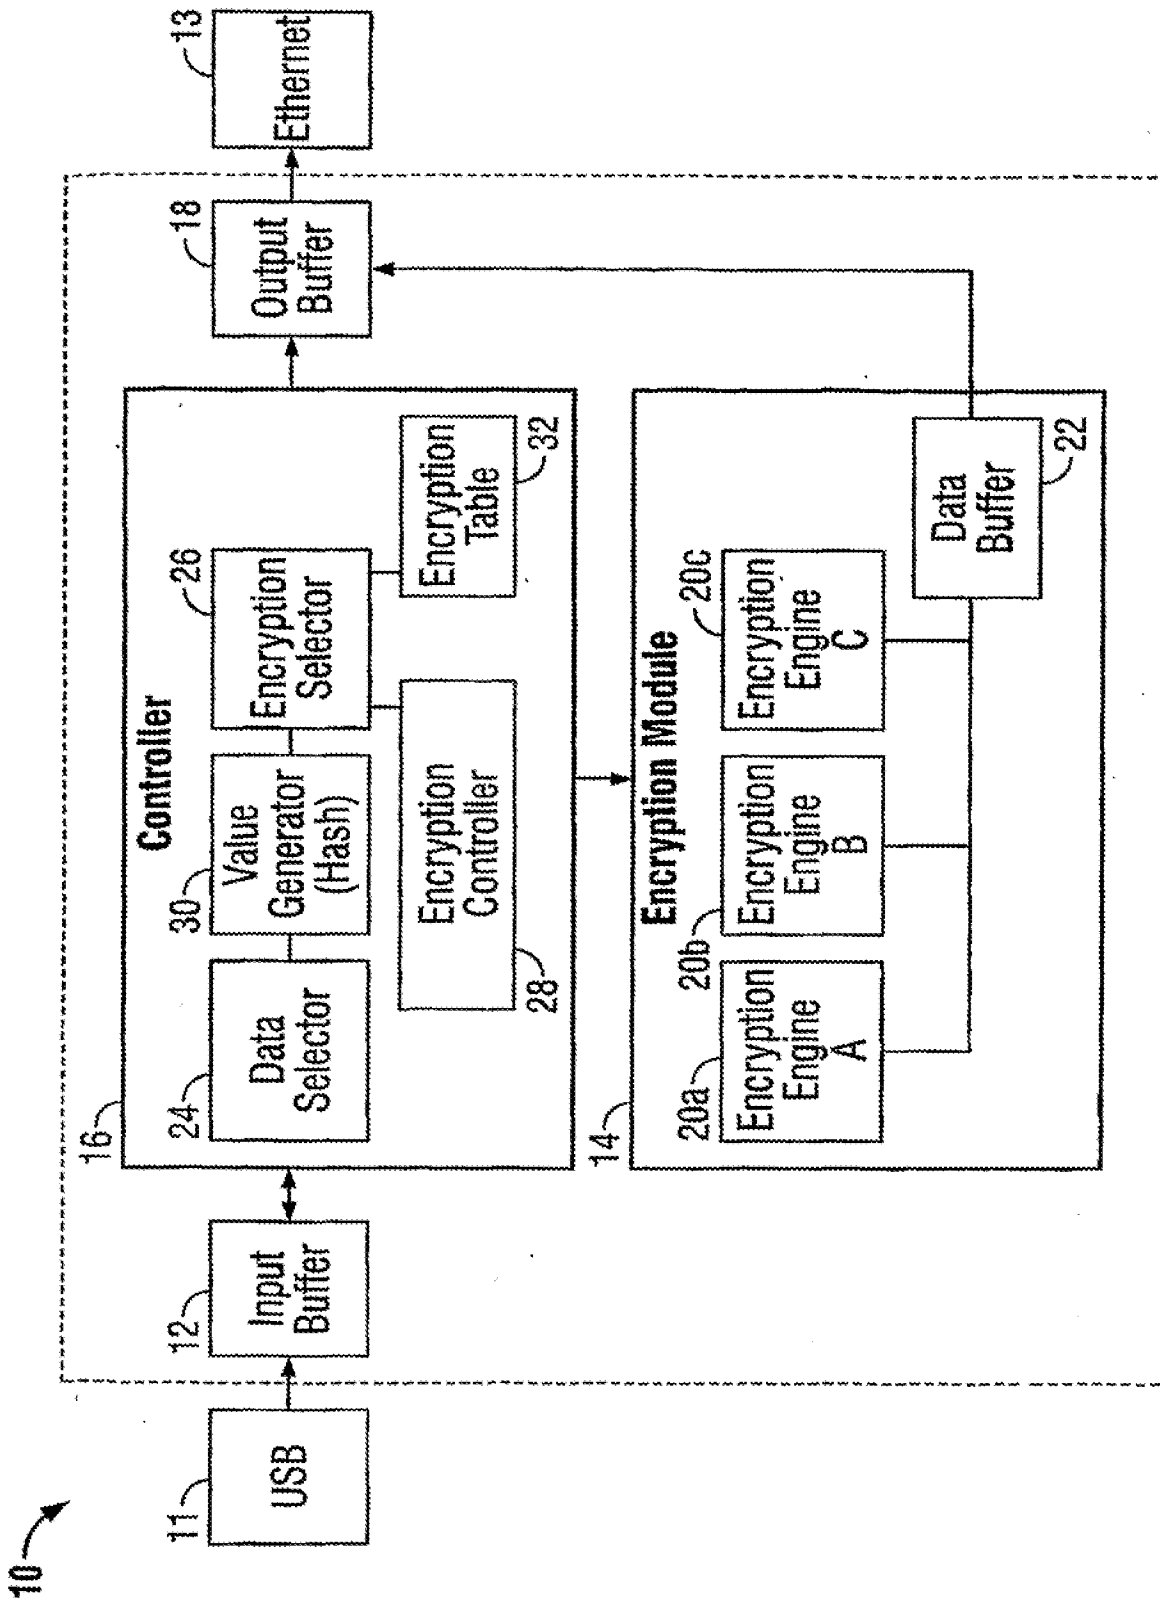 10
11
USB
12
Input
Buffer
16
Controller
24
Data
Selector
30
Value
Generator
(Hash)
26
Encryption
Selector
28
Encryption
Controller
Encryption
Table
32
18
Output
Buffer
13
Ethernet
14
Encryption Module
20a
Encryption
Engine
A
20b
Encryption
Engine
B
20c
Encryption
Engine
C
Data
Buffer
22